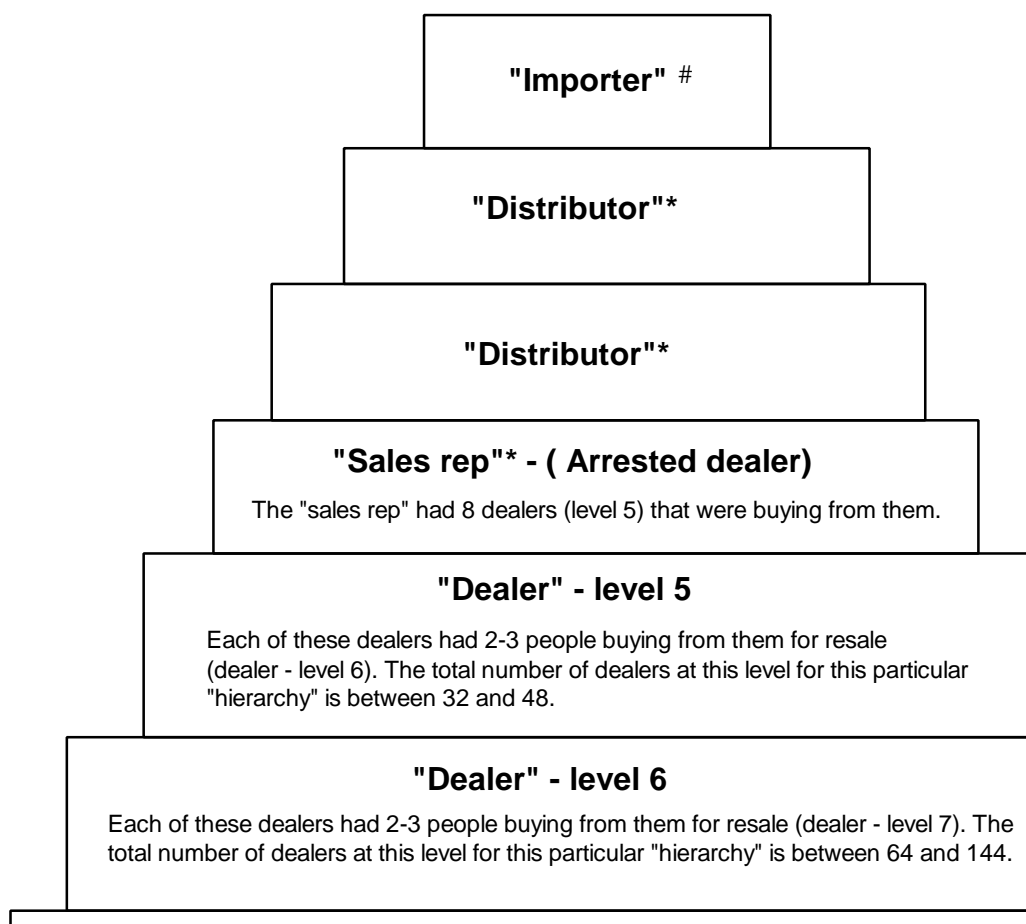 "Importer" #
"Distributor"*
"Distributor"*
"Sales rep"* - ( Arrested dealer)
The "sales rep" had 8 dealers (level 5) that were buying from them.
"Dealer" - level 5
Each of these dealers had 2-3 people buying from them for resale
(dealer - level 6). The total number of dealers at this level for this particular
"hierarchy" is between 32 and 48.
"Dealer" - level 6
Each of these dealers had 2-3 people buying from them for resale (dealer - level 7). The
total number of dealers at this level for this particular "hierarchy" is between 64 and 144.